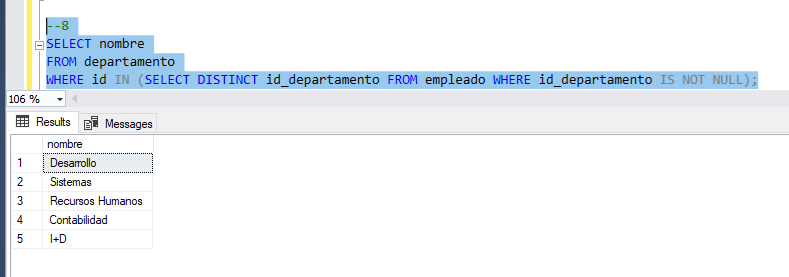 --8
SELECT nombre
FROM departamento
WHERE id IN (SELECT DISTINCT id_departamento FROM empleado WHERE id_departamento IS NOT NULL);
106 %
Results Messages
nombre
1 Desarrollo
2 Sistemas
3 Recursos Humanos
4 Contabilidad
5 I+D